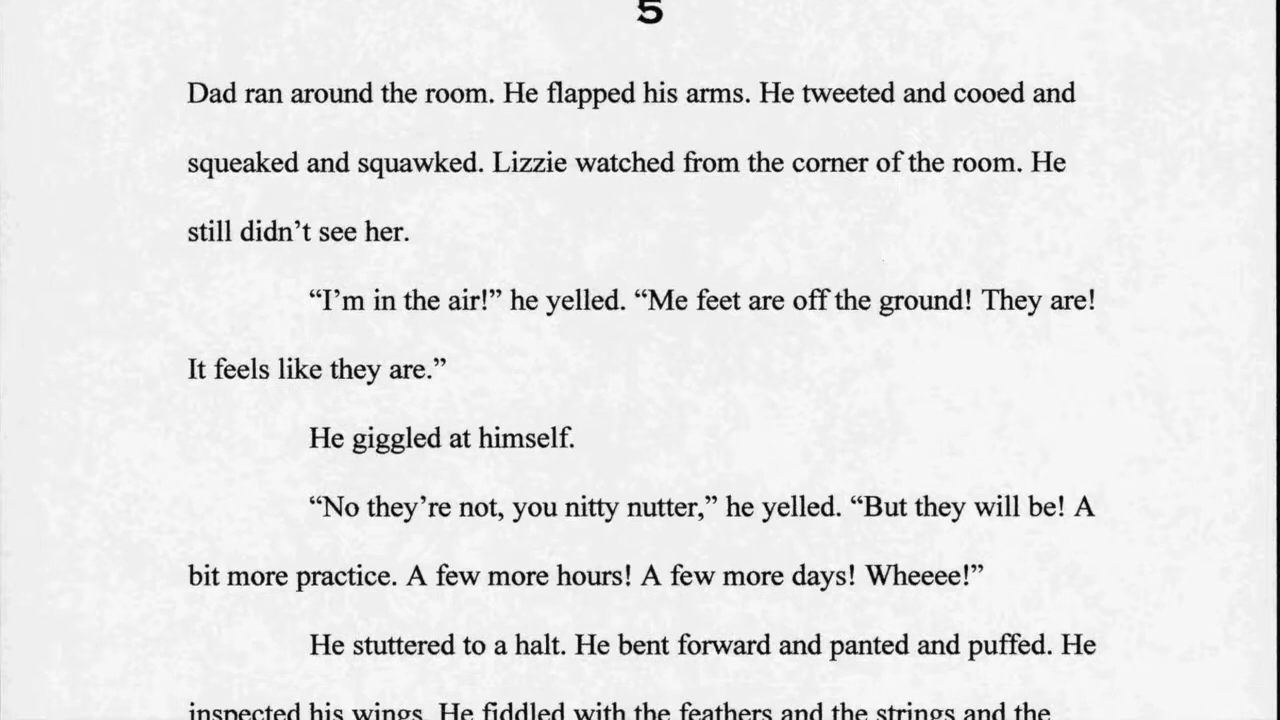 5
Dad ran around the room. He flapped his arms. He tweeted and cooed and
squeaked and squawked. Lizzie watched from the corner of the room. He
still didn’t see her.
“I’m in the air!” he yelled. “Me feet are off the ground! They are!
It feels like they are.”
He giggled at himself.
“No they’re not, you nitty nutter,” he yelled. “But they will be! A
bit more practice. A few more hours! A few more days! Wheeee!”
He stuttered to a halt. He bent forward and panted and puffed. He
inspected his wings. He fiddled with the feathers and the strings and the